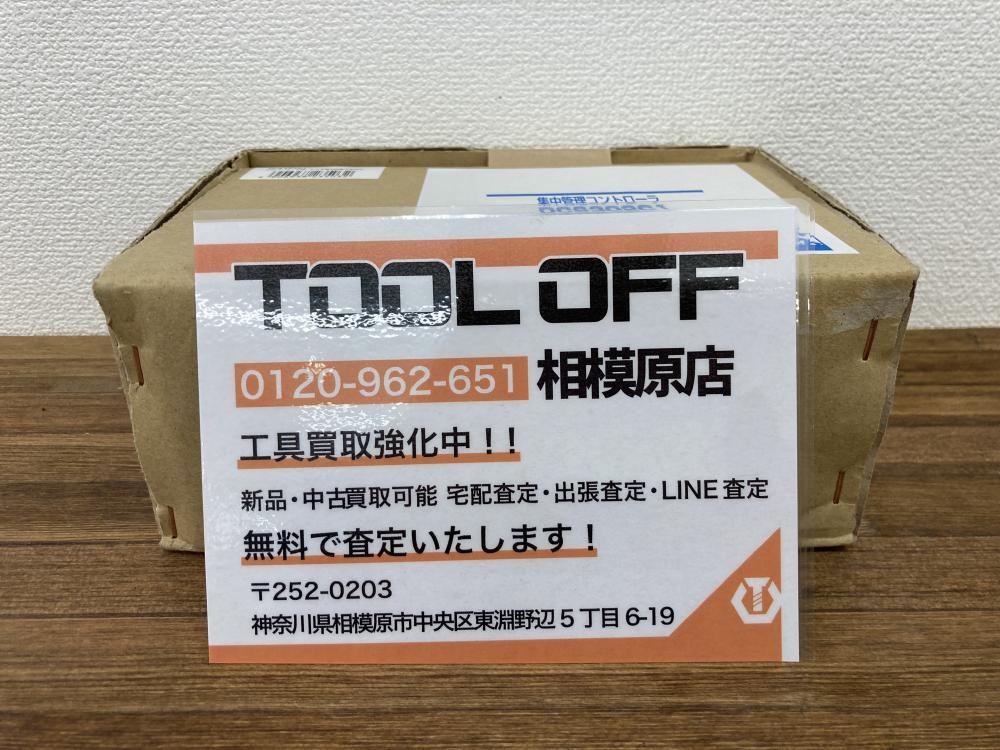 集中管理コントローラ
TOOL OFF
0120-962-651 相模原店
工具買取強化中！！
新品・中古買取可能 宅配査定・出張査定・LINE査定
無料で査定いたします！
〒252-0203
神奈川県相模原市中央区東淵野辺5丁目6-19